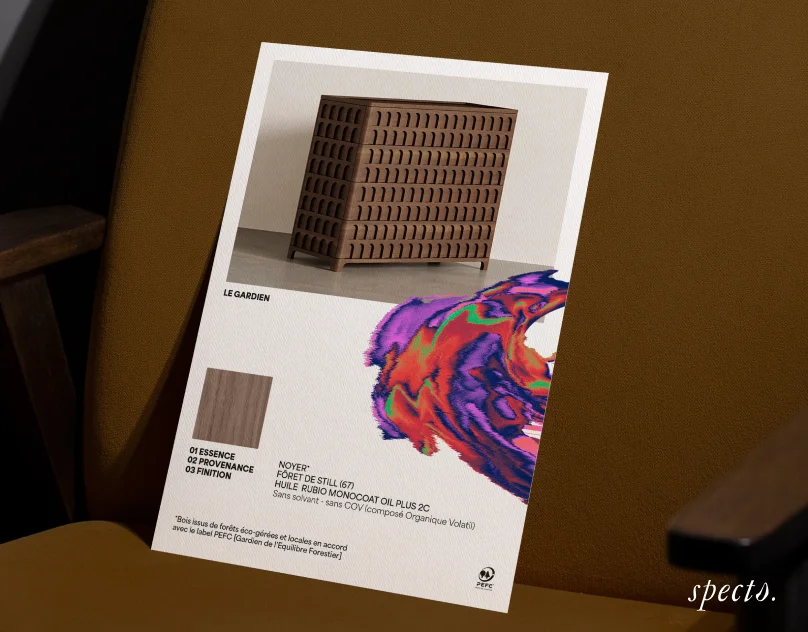 LE GARDIEN
01 ESSENCE
02 PROVENANCE
03 FINITION
NOYER*
FÔRET DE STILL (67)
HUILE RUBIO MONOCOAT OIL PLUS 2C
Sans solvant - sans COV (composé Organique Volatil)
*Bois issus de forêts éco-gérées et locales en accord
avec le label PEFC [Gardien de l'Equilibre Forestier]
PEFC
specto.